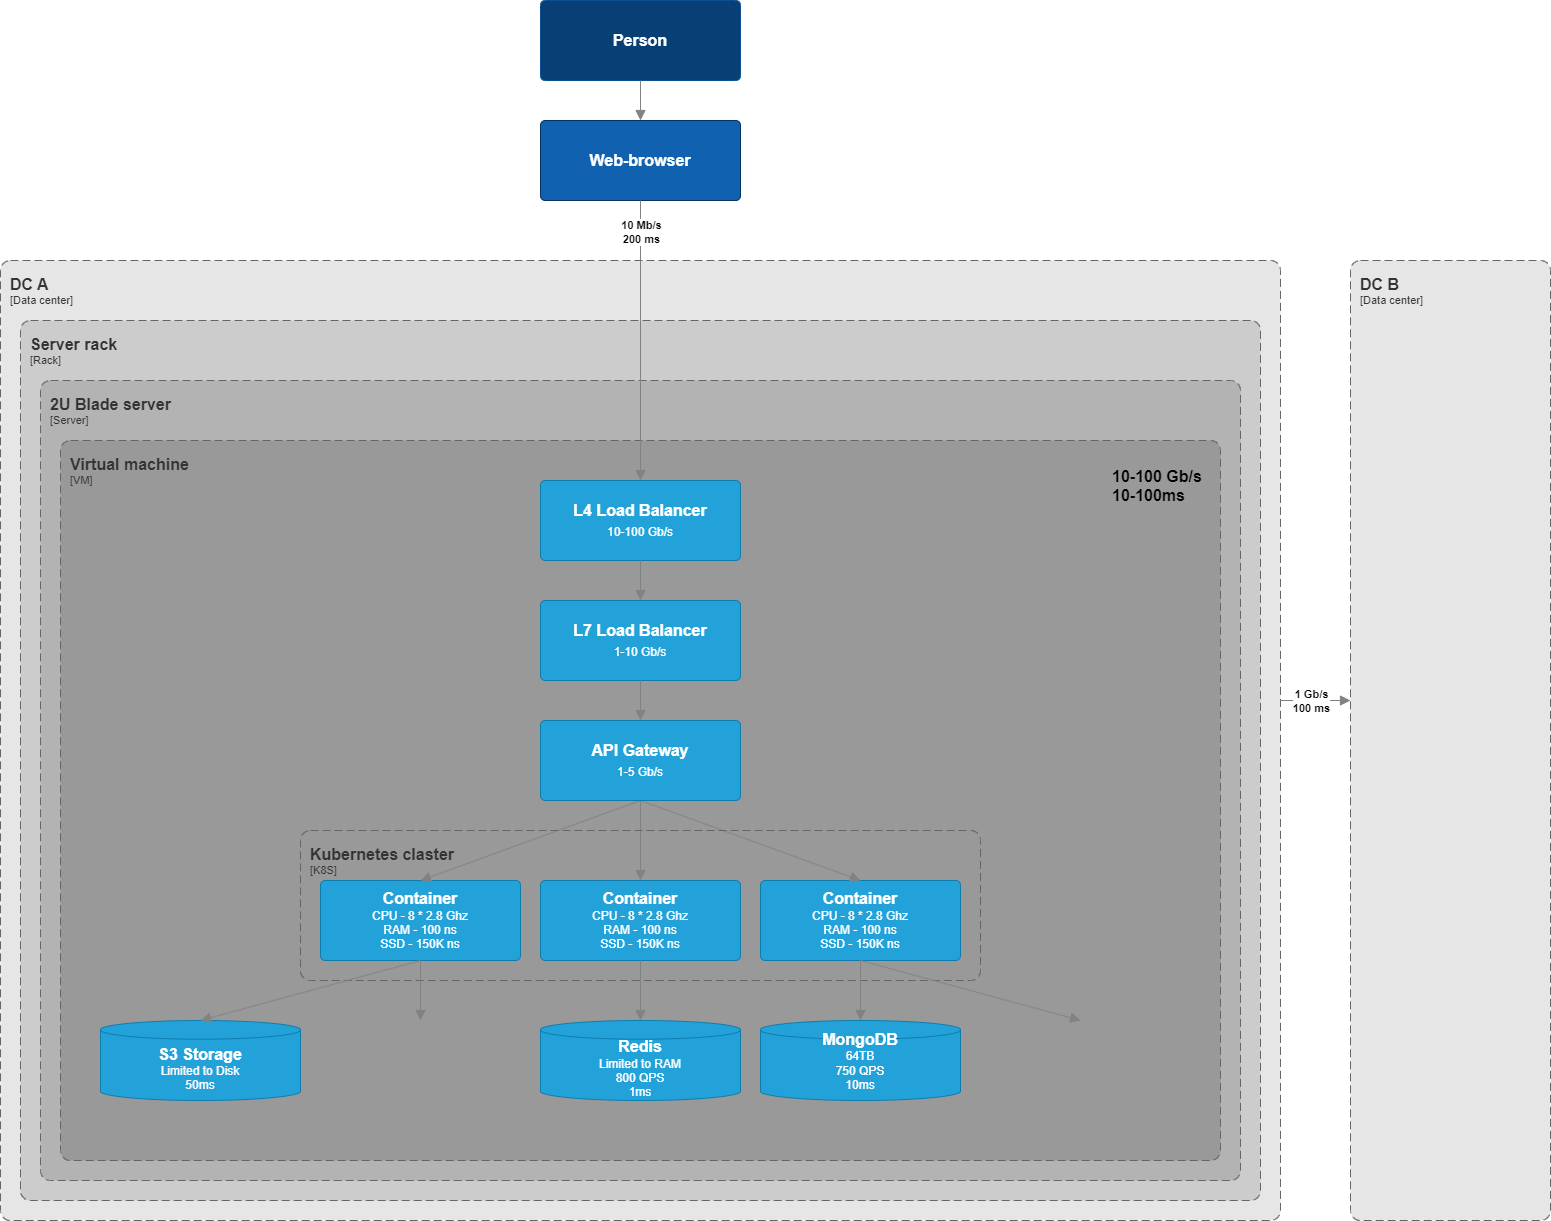 Person
Web-browser
10 Mb/s
200 ms
DC A
[Data center]
DC B
[Data center]
Server rack
[Rack]
2U Blade server
[Server]
Virtual machine
[VM]
10-100 Gb/s
10-100ms
L4 Load Balancer
10-100 Gb/s
L7 Load Balancer
1-10 Gb/s
1 Gb/s
100 ms
API Gateway
1-5 Gb/s
Kubernetes claster
[K8S]
Container
CPU - 8 * 2.8 Ghz
RAM - 100 ns
SSD - 150K ns
Container
CPU - 8 * 2.8 Ghz
RAM - 100 ns
SSD - 150K ns
Container
CPU - 8 * 2.8 Ghz
RAM - 100 ns
SSD - 150K ns
S3 Storage
Limited to Disk
50ms
Redis
Limited to RAM
800 QPS
1ms
MongoDB
64TB
750 QPS
10ms